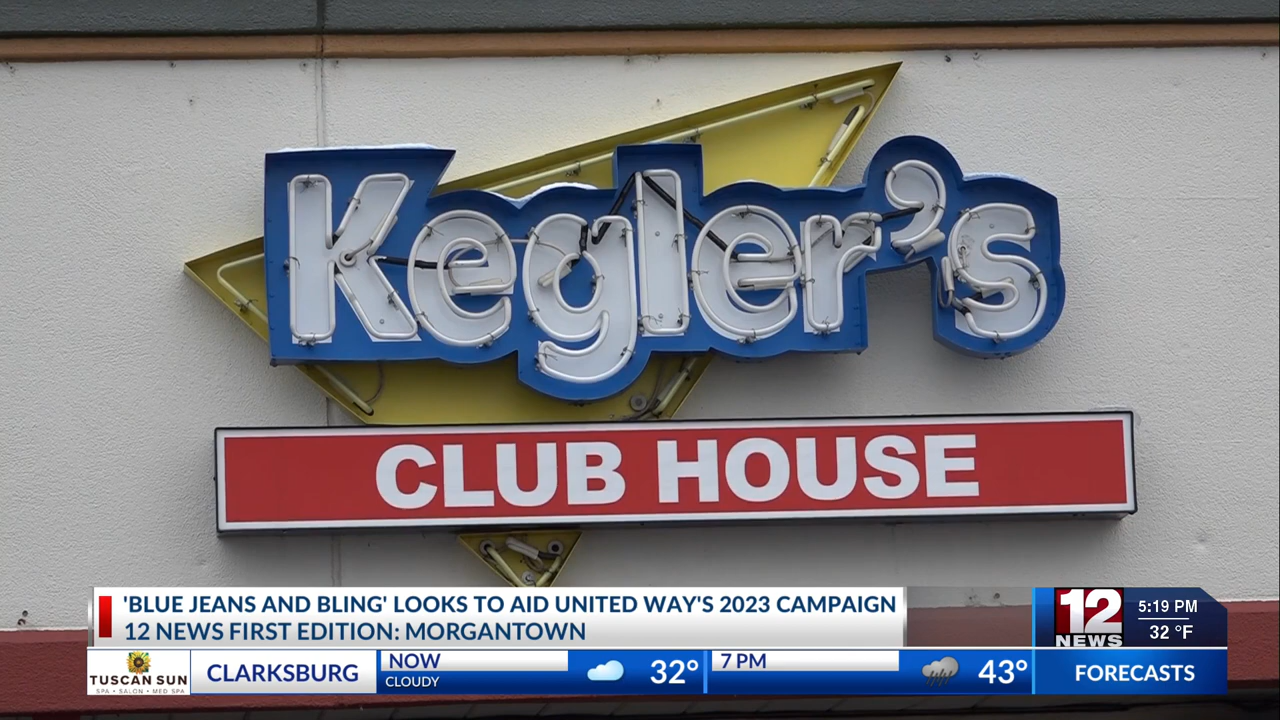 Kegler's
CLUB HOUSE
'BLUE JEANS AND BLING' LOOKS TO AID UNITED WAY'S 2023 CAMPAIGN
12 NEWS FIRST EDITION: MORGANTOWN
12
NEWS
5:19 PM
32 °F
TUSCAN SUN
SPA • SALON • MED SPA
CLARKSBURG
NOW
CLOUDY
32°
7 PM
43°
FORECASTS